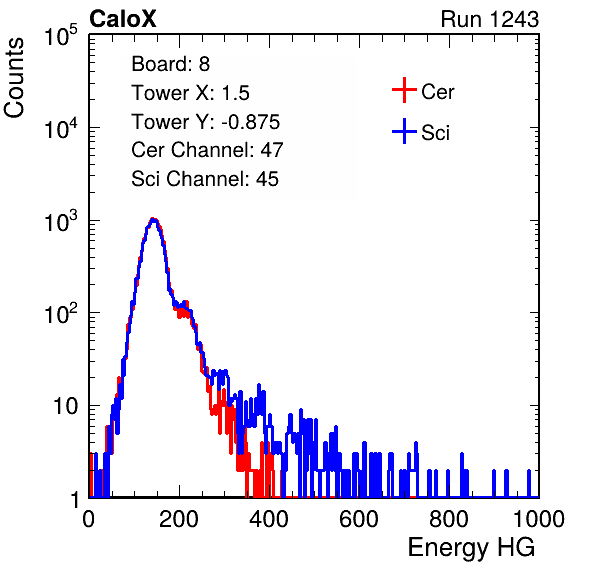 CaloX Run 1243
Counts
10^5
10^4
10^3
10^2
10
1
Board: 8
Tower X: 1.5
Tower Y: -0.875
Cer Channel: 47
Sci Channel: 45
Cer
Sci
0 200 400 600 800 1000
Energy HG